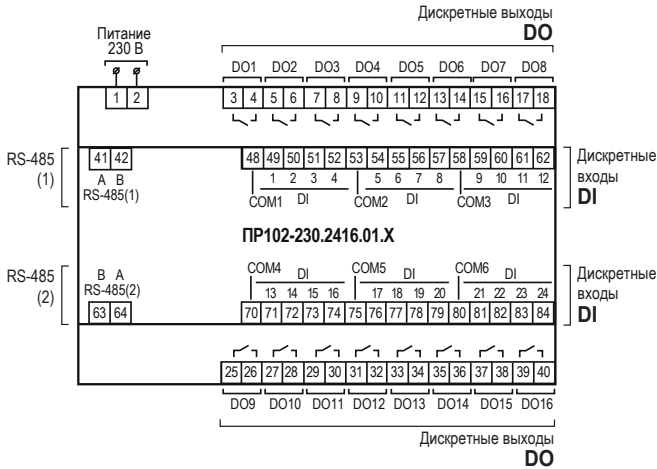 Дискретные выходы
DO
Питание
230 В
DO1 DO2 DO3 DO4 DO5 DO6 DO7 DO8
1 2 3 4 5 6 7 8 9 10 11 12 13 14 15 16 17 18
RS-485
(1)
41 42 48 49 50 51 52 53 54 55 56 57 58 59 60 61 62
A B
RS-485(1)
1 2 3 4 5 6 7 8 9 10 11 12
COM1 DI COM2 DI COM3 DI
Дискретные
входы
DI
ПР102-230.2416.01.X
RS-485
(2)
B A
RS-485(2)
COM4 DI COM5 DI COM6 DI
13 14 15 16 17 18 19 20 21 22 23 24
63 64 70 71 72 73 74 75 76 77 78 79 80 81 82 83 84
Дискретные
входы
DI
25 26 27 28 29 30 31 32 33 34 35 36 37 38 39 40
DO9 DO10 DO11 DO12 DO13 DO14 DO15 DO16
Дискретные выходы
DO